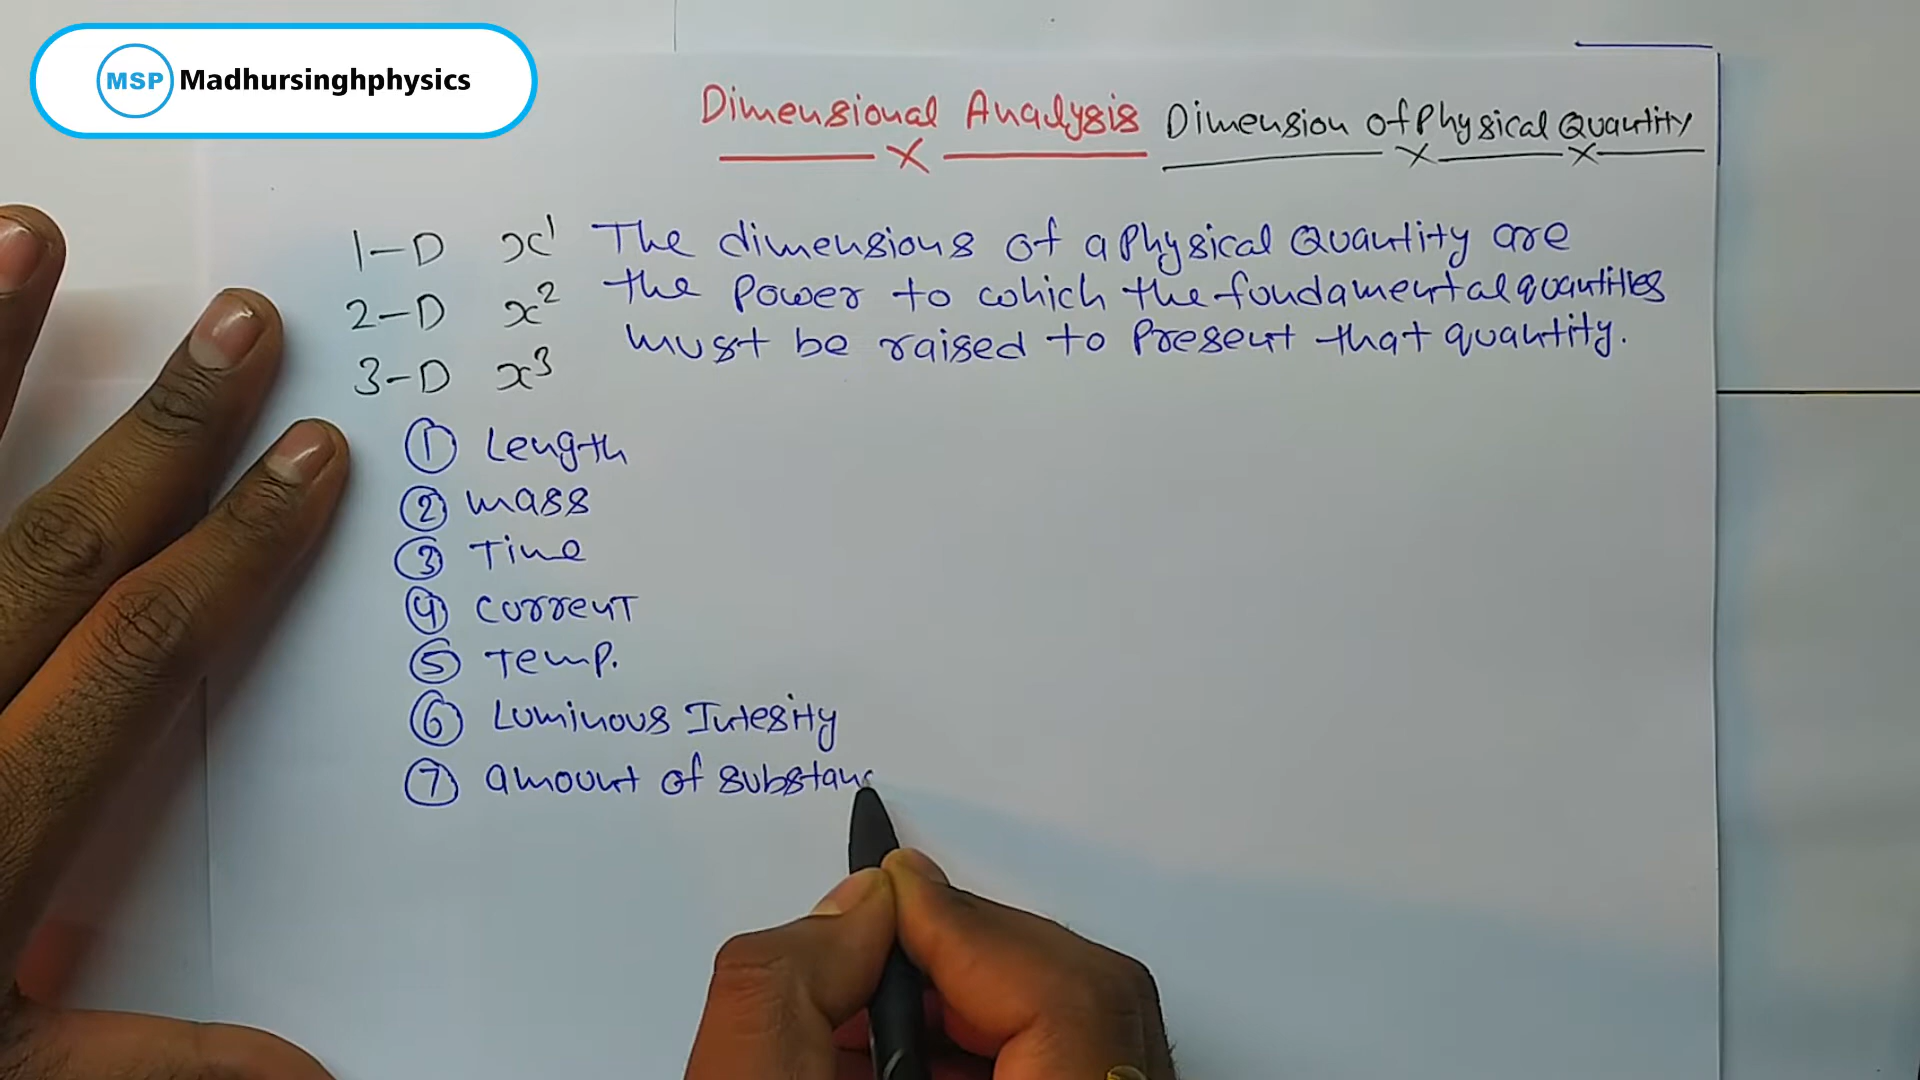 MSP Madhursinghphysics
Dimensional Analysis Dimension of Physical Quantity
1-D x¹ The dimensions of a Physical Quantity are
2-D x² the power to which the fundamental quantities
must be raised to Present that quantity.
3-D x³
① Length
② mass
③ Time
④ current
⑤ Temp.
⑥ Luminous Intesity
⑦ amount of substanc